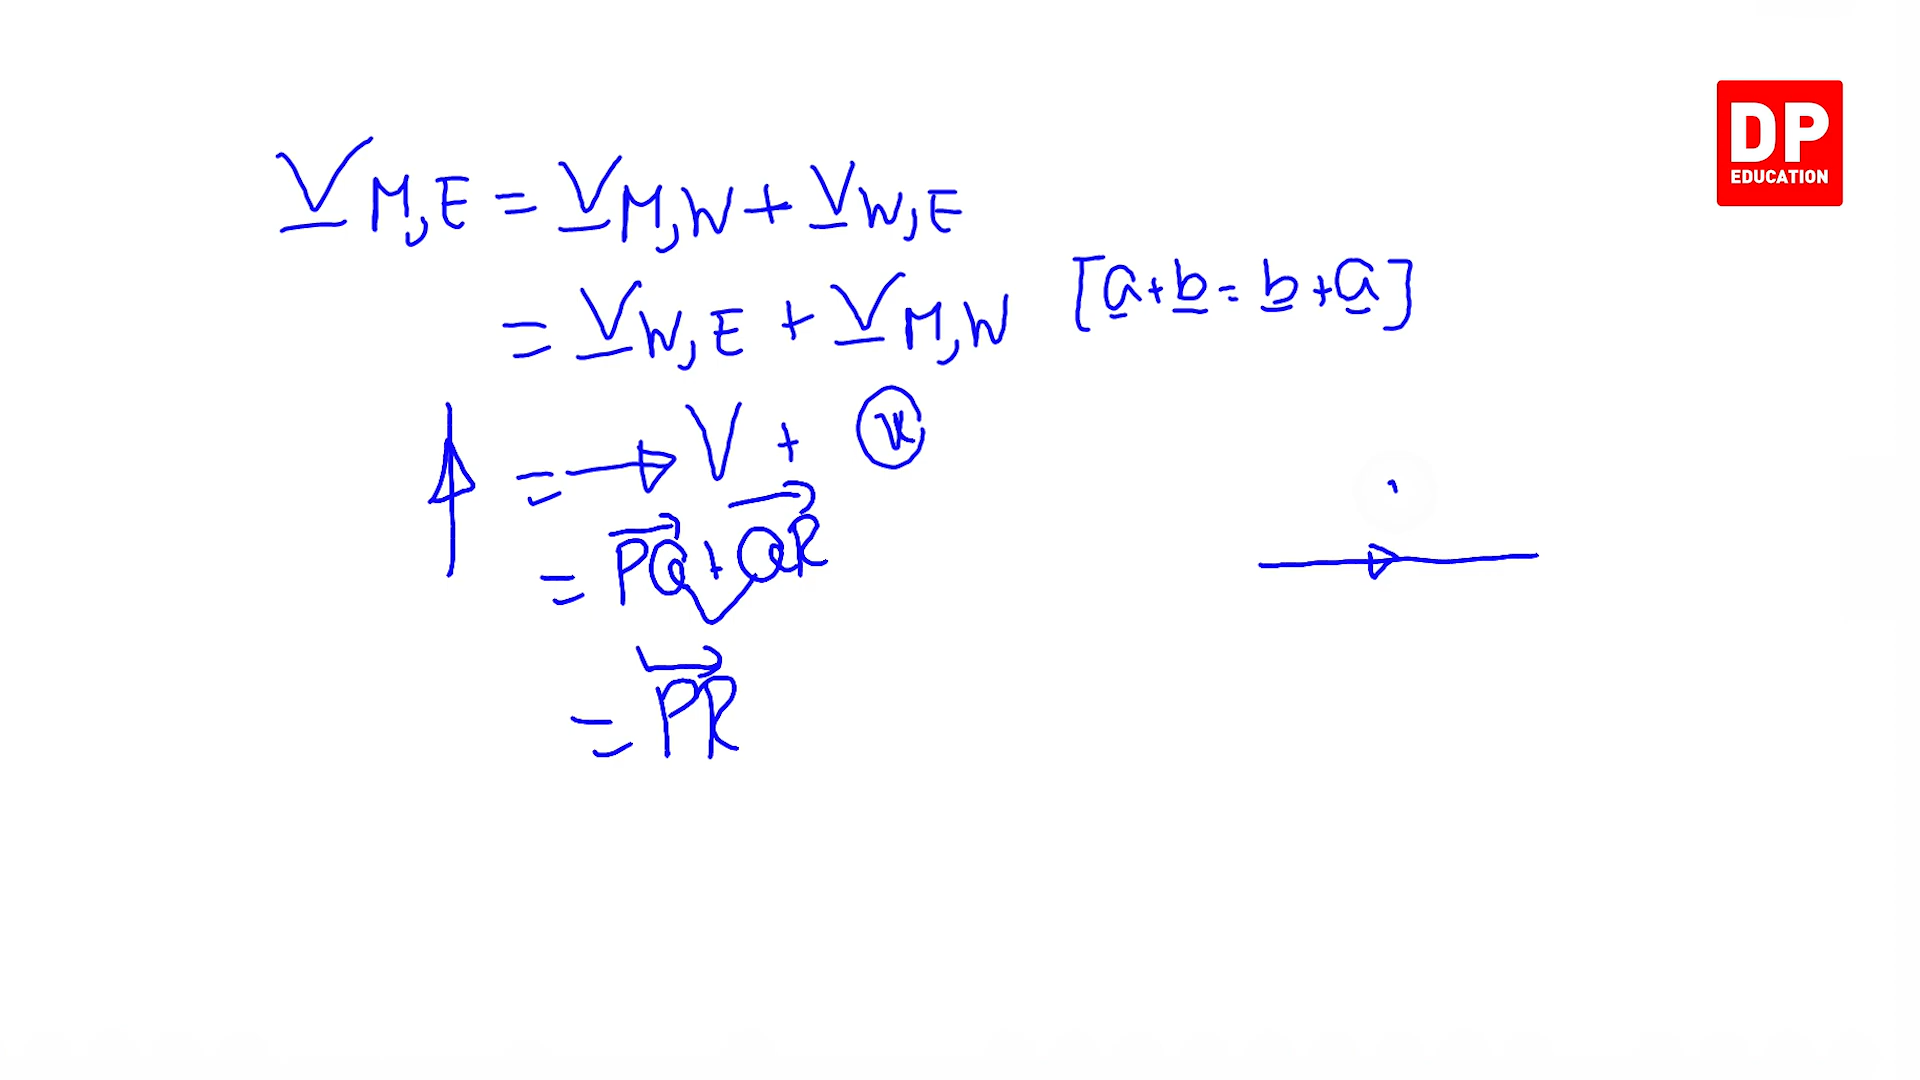 DP
EDUCATION
V M,E = V M,W + V W,E
= V W,E + V M,W [a+b = b+a]
= → V + u
= PQ + QR
= PR